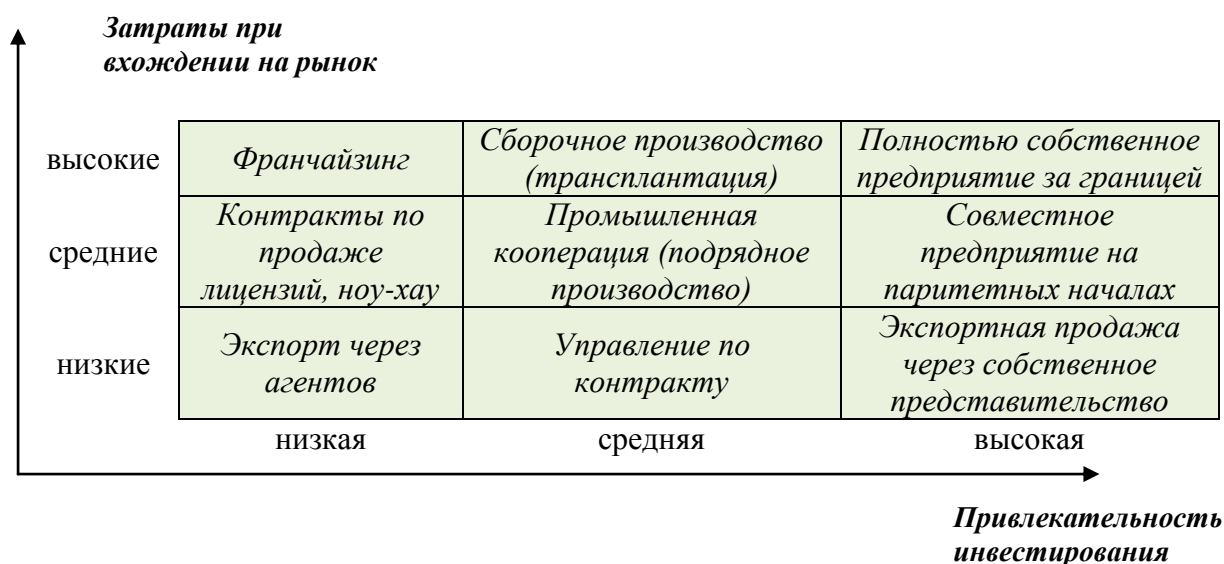 Затраты при
вхождении на рынок
высокие
Франчайзинг
Сборочное производство
(трансплантация)
Полностью собственное
предприятие за границей
средние
Контракты по
продаже
лицензий, ноу-хау
Промышленная
кооперация (подрядное
производство)
Совместное
предприятие на
паритетных началах
низкие
Экспорт через
агентов
Управление по
контракту
Экспортная продажа
через собственное
представительство
низкая
средняя
высокая
Привлекательность
инвестирования